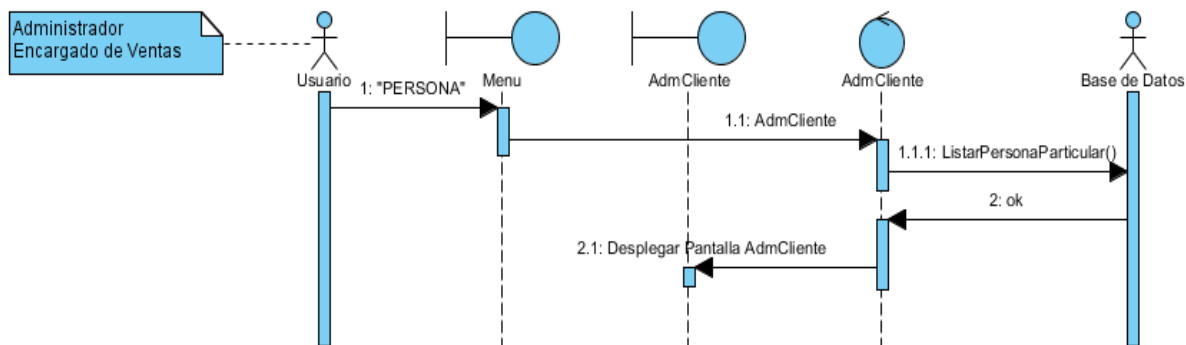 Administrador
Encargado de Ventas
Usuario
Menu
AdmCliente
AdmCliente
Base de Datos
1: "PERSONA"
1.1: AdmCliente
1.1.1: ListarPersonaParticular()
2: ok
2.1: Desplegar Pantalla AdmCliente